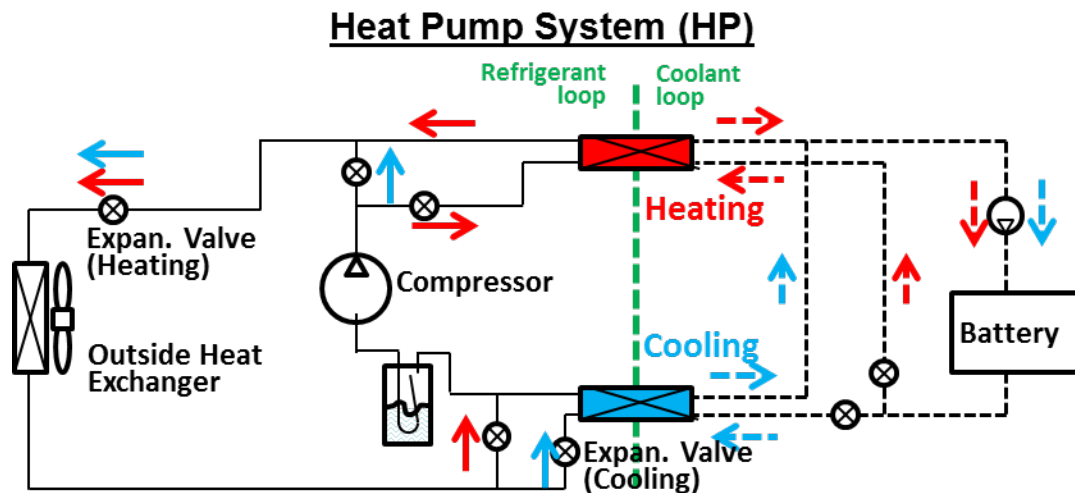 Heat Pump System (HP)
Refrigerant
loop
Coolant
loop
Heating
Expan. Valve
(Heating)
Compressor
Outside Heat
Exchanger
Cooling
Battery
Expan. Valve
(Cooling)